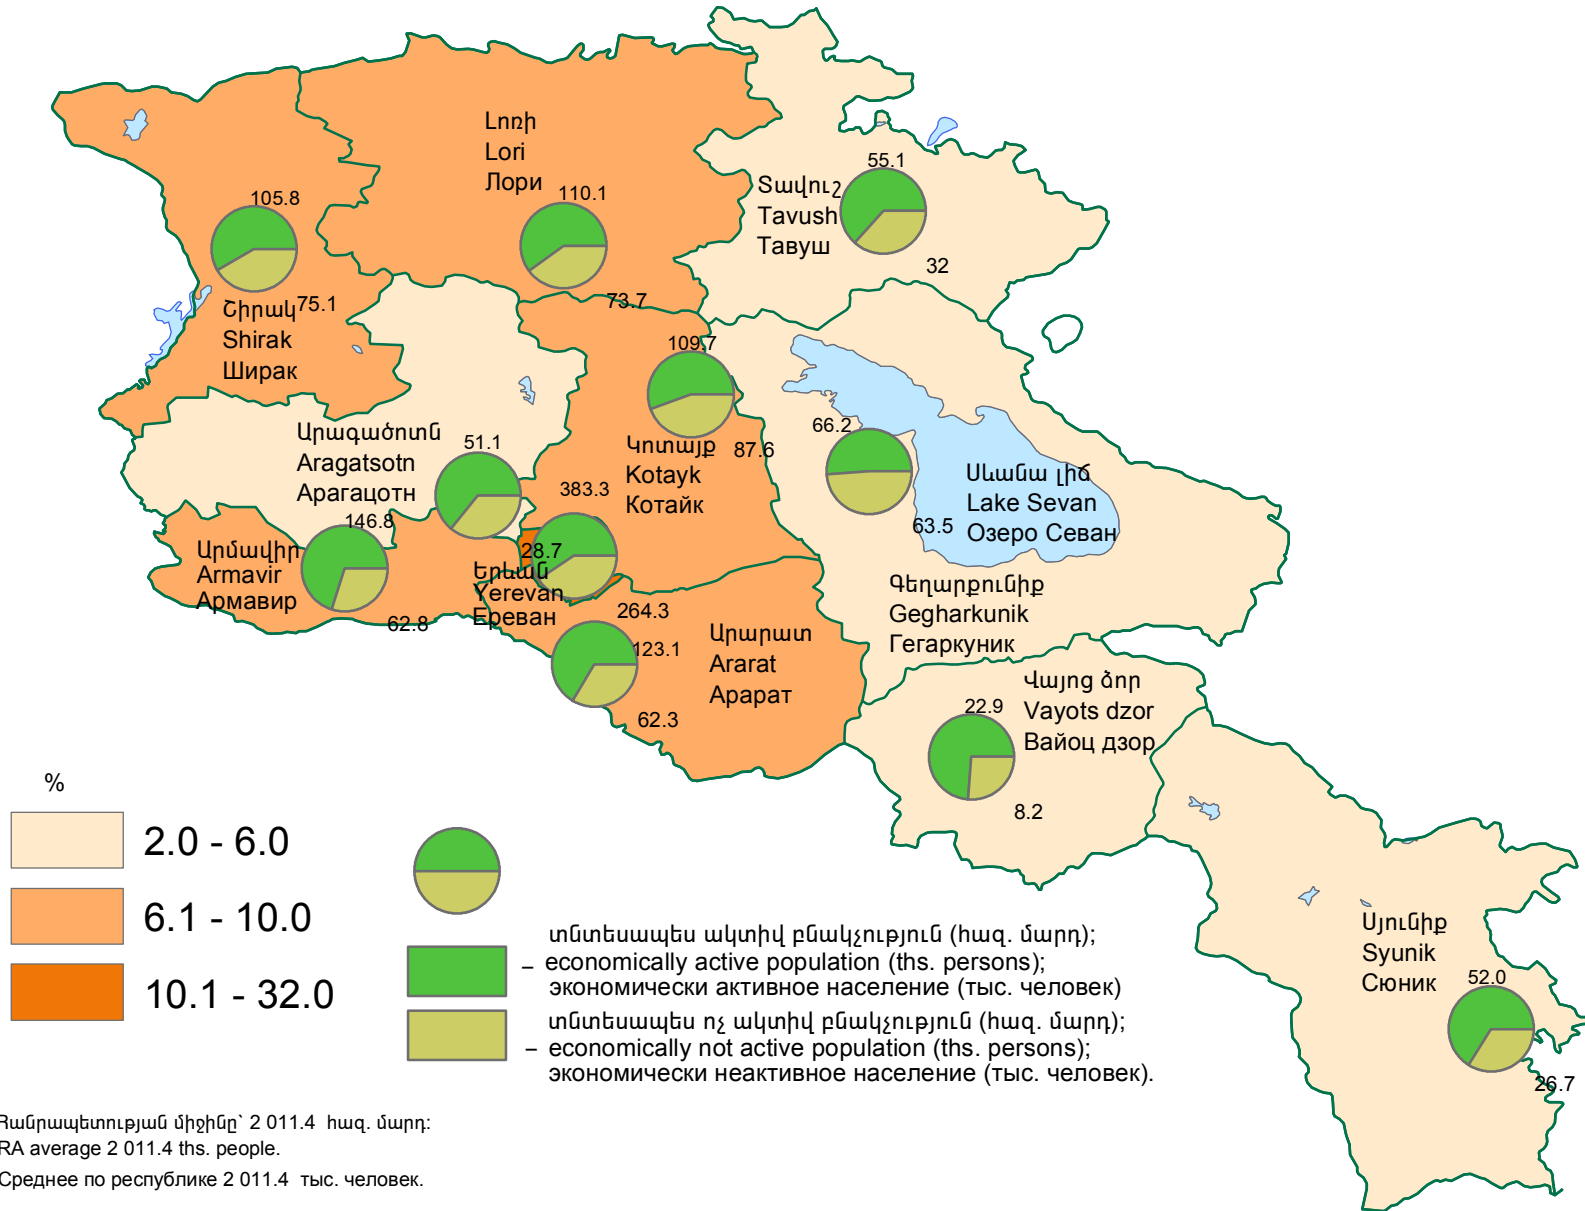 Լոռի
Lori
Лори
110.1
73.7
55.1
Տավուշ
Tavush
Тавуш
32
105.8
75.1
Շիրակ
Shirak
Ширак
109.7
87.6
Կոտայք
Kotayk
Котайк
66.2
63.5
Սևանա լիճ
Lake Sevan
Озеро Севан
Արագածոտն
Aragatsotn
Арагацотн
51.1
28.7
383.3
264.3
Երևան
Yerevan
Ереван
146.8
62.8
Արմավիր
Armavir
Армавир
Գեղարքունիք
Gegharkunik
Гегаркуник
123.1
62.3
Արարատ
Ararat
Арарат
Վայոց ձոր
Vayots dzor
Вайоц дзор
22.9
8.2
Սյունիք
Syunik
Сюник
52.0
26.7
%
2.0 - 6.0
6.1 - 10.0
10.1 - 32.0
տնտեսապես ակտիվ բնակչություն (հազ. մարդ);
– economically active population (ths. persons);
экономически активное население (тыс. человек)
տնտեսապես ոչ ակտիվ բնակչություն (հազ. մարդ);
– economically not active population (ths. persons);
экономически неактивное население (тыс. человек).
Հանրապետության միջինը` 2 011.4 հազ. մարդ:
RA average 2 011.4 ths. people.
Среднее по республике 2 011.4 тыс. человек.